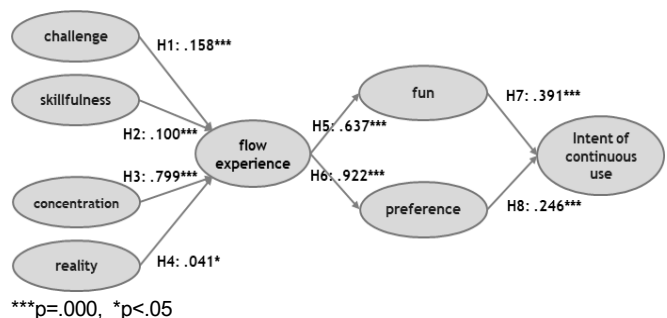 challenge
H1: .158***
skillfulness
H2: .100***
flow
experience
H3: .799***
concentration
reality
H4: .041*
fun
H5: .637***
H6: .922***
preference
H7: .391***
Intent of
continuous
use
H8: .246***
***p=.000, *p<.05